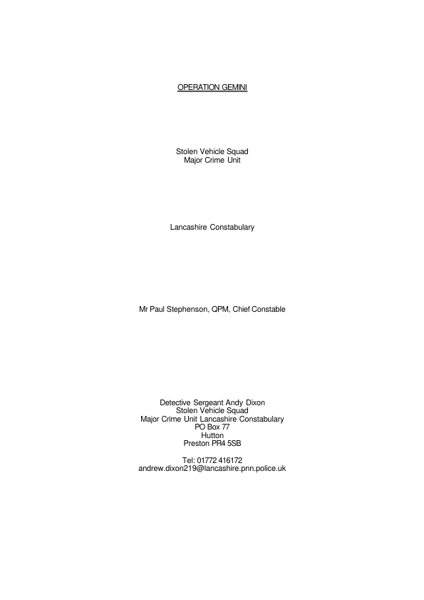 OPERATION GEMINI
Stolen Vehicle Squad
Major Crime Unit
Lancashire Constabulary
Mr Paul Stephenson, QPM, Chief Constable
Detective Sergeant Andy Dixon
Stolen Vehicle Squad
Major Crime Unit Lancashire Constabulary
PO Box 77
Hutton
Preston PR4 5SB
Tel: 01772 416172
andrew.dixon219@lancashire.pnn.police.uk